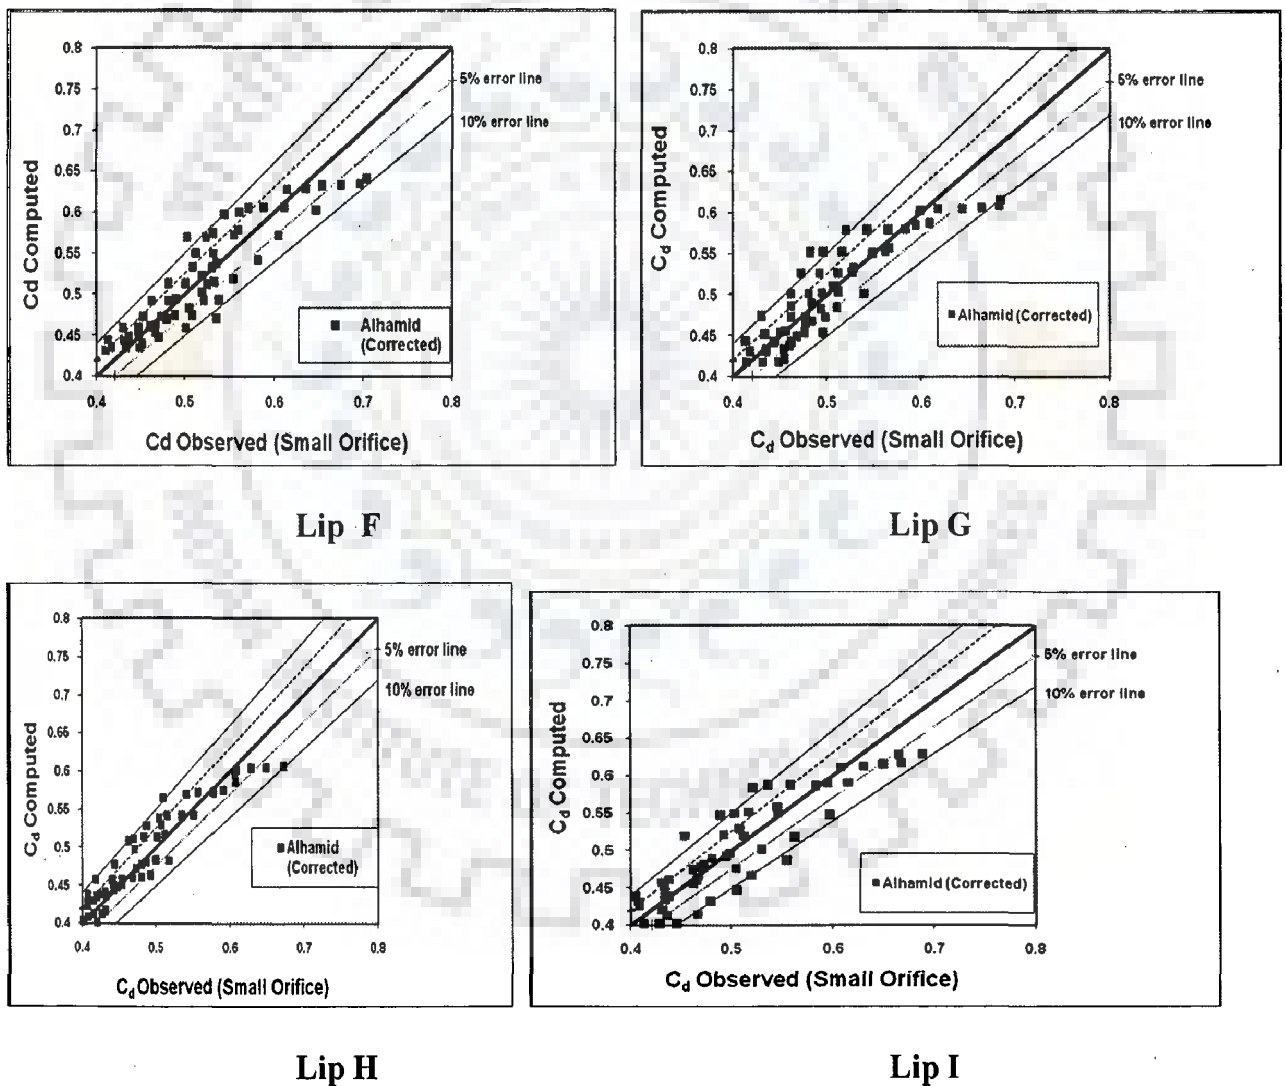 0.8
0.75
0.7
0.65
0.6
0.55
0.5
0.45
0.4
0.4 0.5 0.6 0.7 0.8
Cd Computed
Cd Observed (Small Orifice)
5% error line
10% error line
Alhamid
(Corrected)
Lip F
0.8
0.75
0.7
0.65
0.6
0.55
0.5
0.45
0.4
0.4 0.5 0.6 0.7 0.8
Cd Computed
Cd Observed (Small Orifice)
5% error line
10% error line
Alhamid (Corrected)
Lip G
0.8
0.75
0.7
0.65
0.6
0.55
0.5
0.45
0.4
0.4 0.5 0.6 0.7 0.8
Cd Computed
Cd Observed (Small Orifice)
5% error line
10% error line
Alhamid
(Corrected)
Lip H
0.8
0.75
0.7
0.65
0.6
0.55
0.5
0.45
0.4
0.4 0.5 0.6 0.7 0.8
Cd Computed
Cd Observed (Small Orifice)
5% error line
10% error line
Alhamid (Corrected)
Lip I